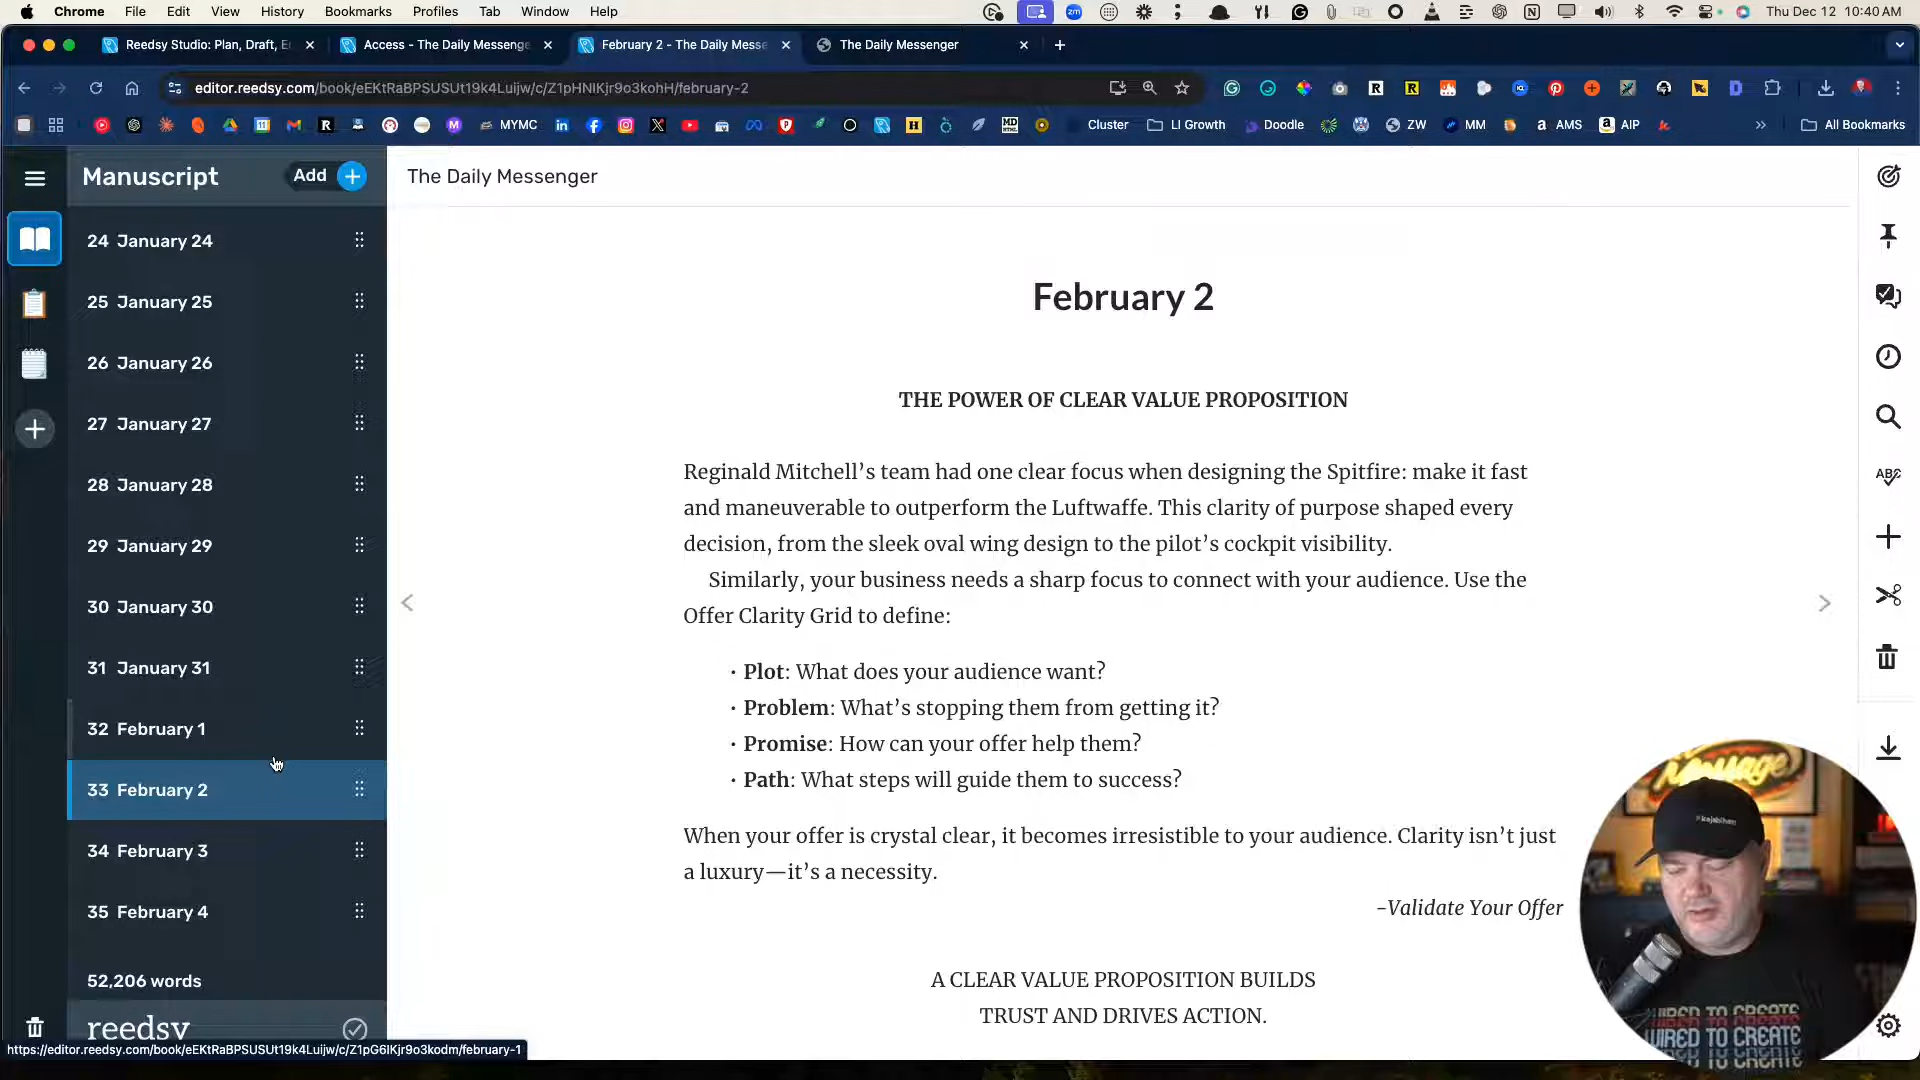 Chrome File Edit View History Bookmarks Profiles Tab Window Help
Thu Dec 12 10:40 AM
Reedsy Studio: Plan, Draft, E
Access - The Daily Messenge
February 2 - The Daily Messe
The Daily Messenger
editor.reedsy.com/book/eEKtRaBPSUSUt19k4Luijw/c/Z1pHNIKjr9o3kohH/february-2
MYMC
Cluster
LI Growth
Doodle
ZW
MM
AMS
AIP
All Bookmarks
Manuscript
Add
The Daily Messenger
24 January 24
25 January 25
26 January 26
27 January 27
28 January 28
29 January 29
30 January 30
31 January 31
32 February 1
33 February 2
34 February 3
35 February 4
52,206 words
reedsy
https://editor.reedsy.com/book/eEKtRaBPSUSUt19k4Luijw/c/Z1pG6IKjr9o3kodm/february-1
February 2
THE POWER OF CLEAR VALUE PROPOSITION
Reginald Mitchell’s team had one clear focus when designing the Spitfire: make it fast
and maneuverable to outperform the Luftwaffe. This clarity of purpose shaped every
decision, from the sleek oval wing design to the pilot’s cockpit visibility.
Similarly, your business needs a sharp focus to connect with your audience. Use the
Offer Clarity Grid to define:
• Plot: What does your audience want?
• Problem: What’s stopping them from getting it?
• Promise: How can your offer help them?
• Path: What steps will guide them to success?
When your offer is crystal clear, it becomes irresistible to your audience. Clarity isn’t just
a luxury—it’s a necessity.
-Validate Your Offer
A CLEAR VALUE PROPOSITION BUILDS
TRUST AND DRIVES ACTION.
ABC
Message
WIRED TO CREATE
WIRED TO CREATE